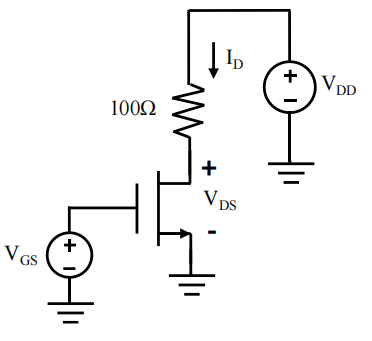 I_D
100Ω
+
−
V_DD
+
V_DS
-
V_GS
+
−